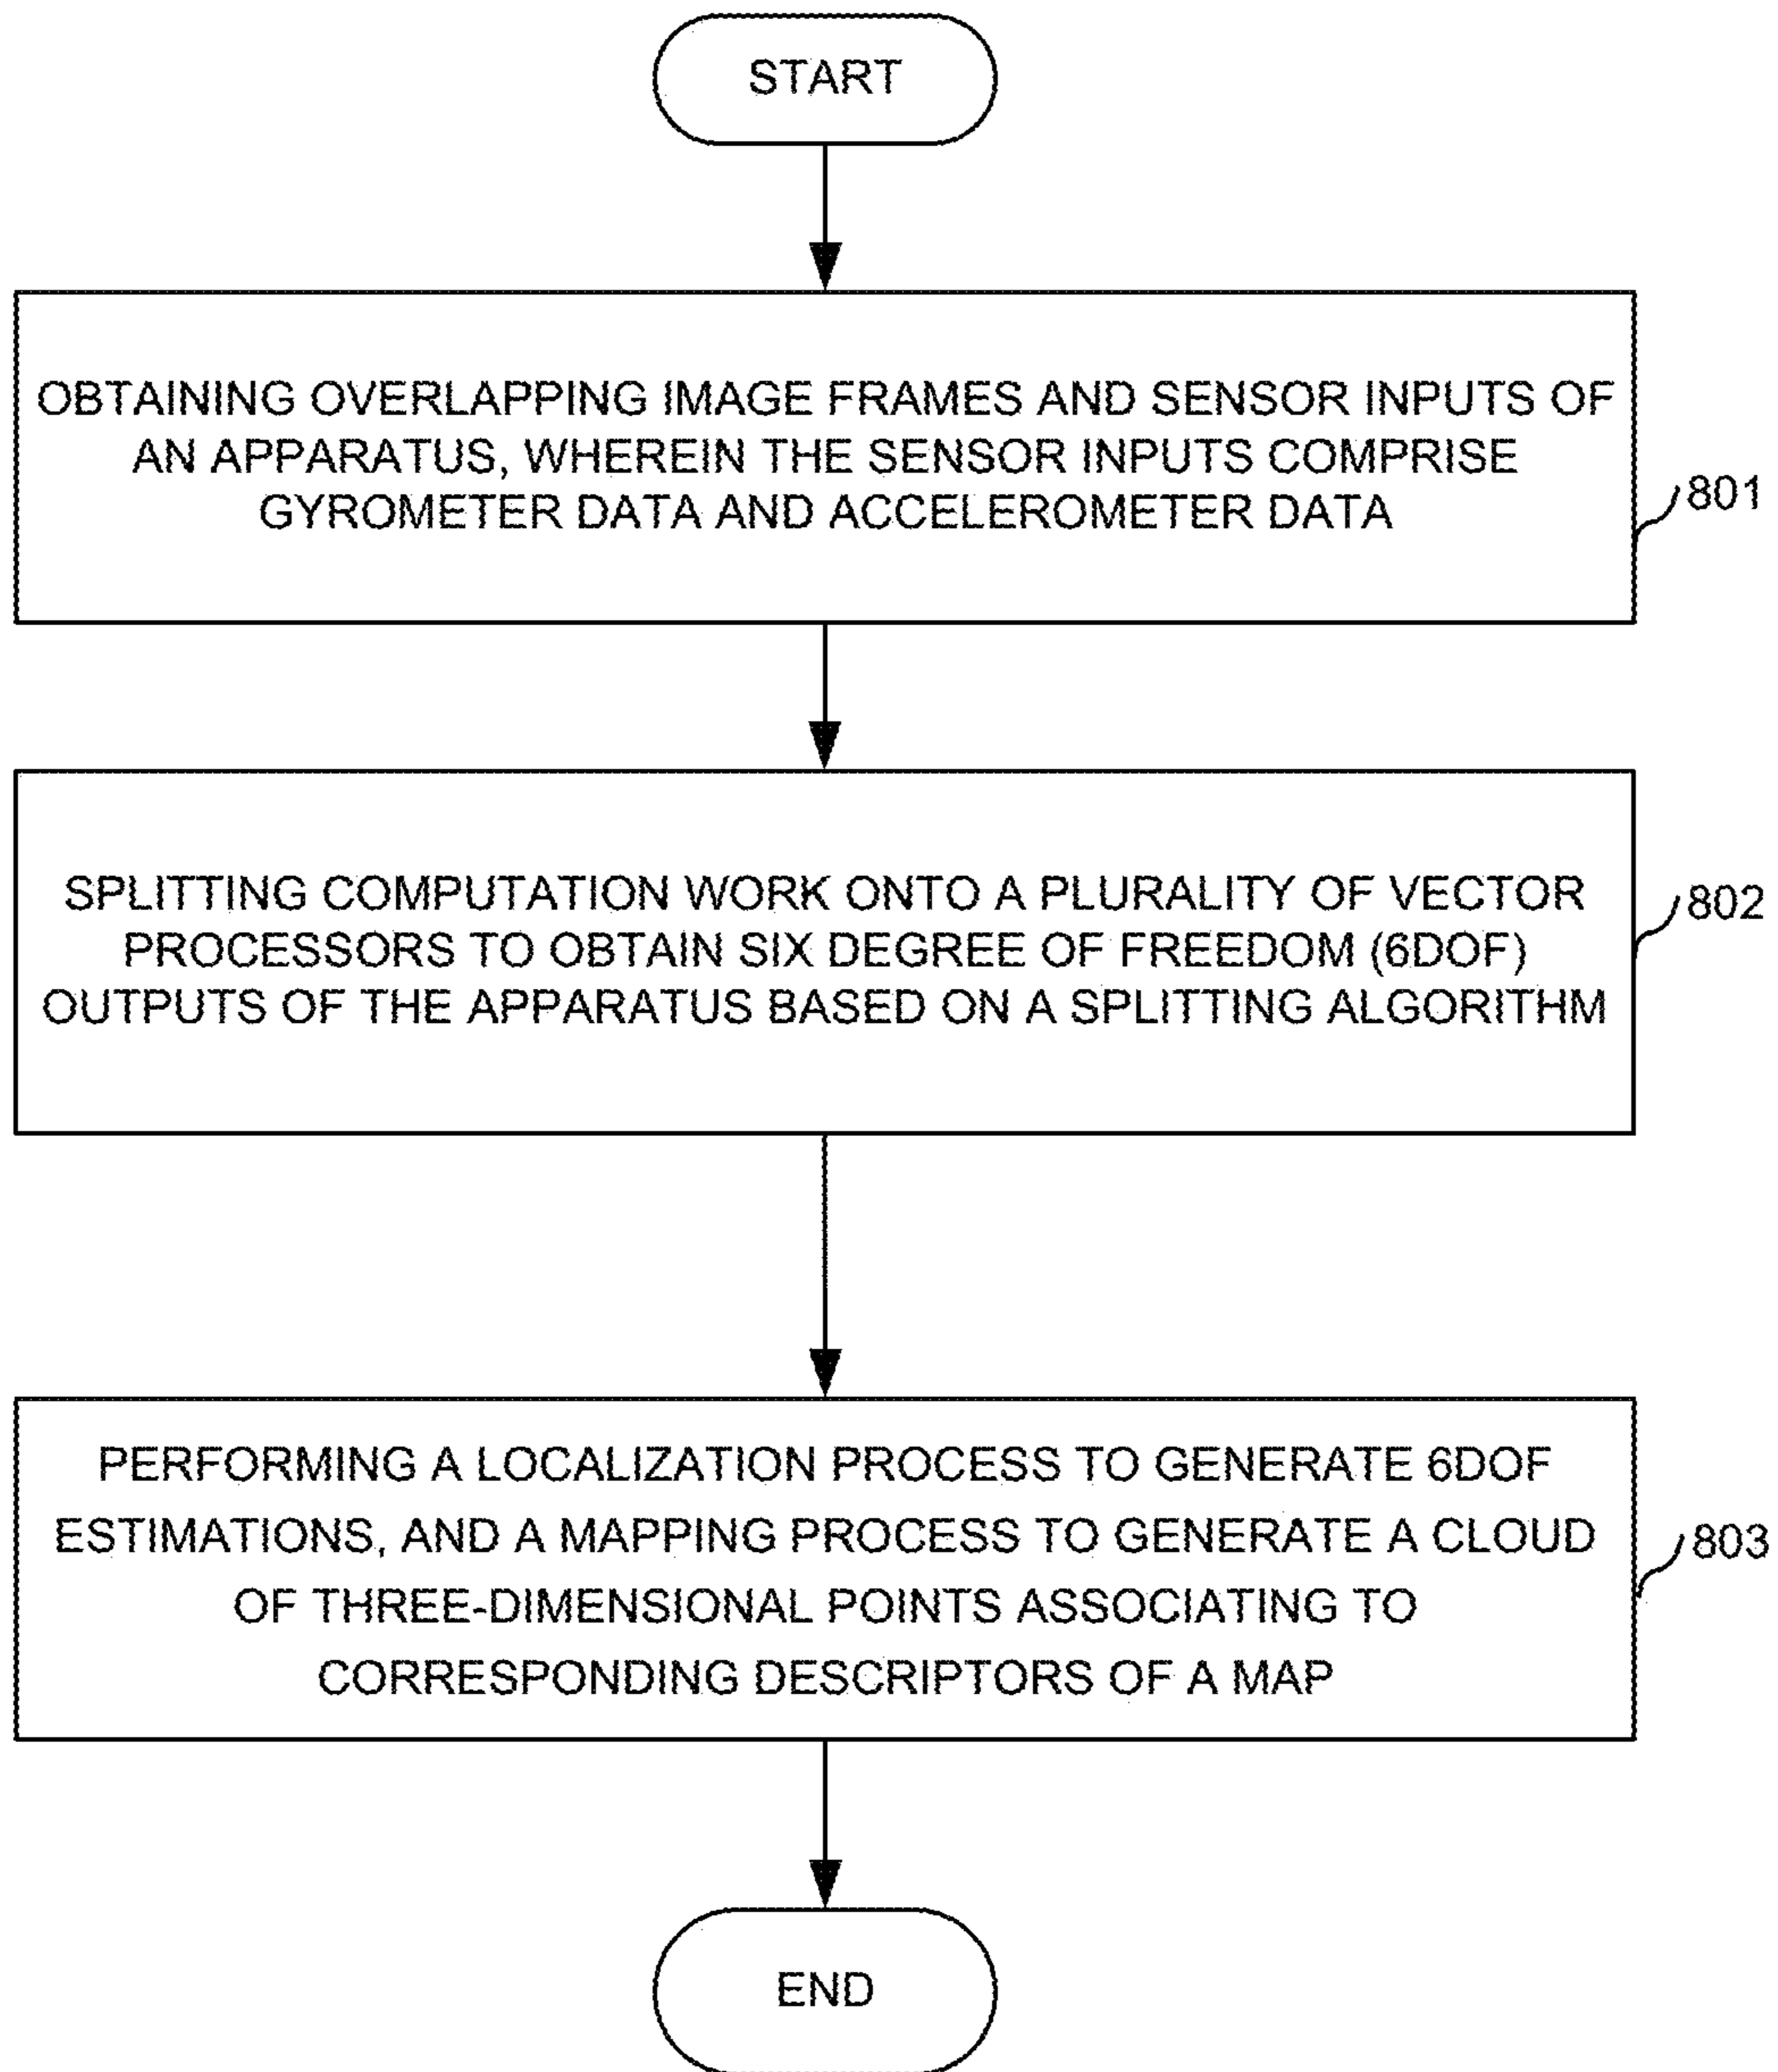 START
OBTAINING OVERLAPPING IMAGE FRAMES AND SENSOR INPUTS OF
AN APPARATUS, WHEREIN THE SENSOR INPUTS COMPRISE
GYROMETER DATA AND ACCELEROMETER DATA
801
SPLITTING COMPUTATION WORK ONTO A PLURALITY OF VECTOR
PROCESSORS TO OBTAIN SIX DEGREE OF FREEDOM (6DOF)
OUTPUTS OF THE APPARATUS BASED ON A SPLITTING ALGORITHM
802
PERFORMING A LOCALIZATION PROCESS TO GENERATE 6DOF
ESTIMATIONS, AND A MAPPING PROCESS TO GENERATE A CLOUD
OF THREE-DIMENSIONAL POINTS ASSOCIATING TO
CORRESPONDING DESCRIPTORS OF A MAP
803
END